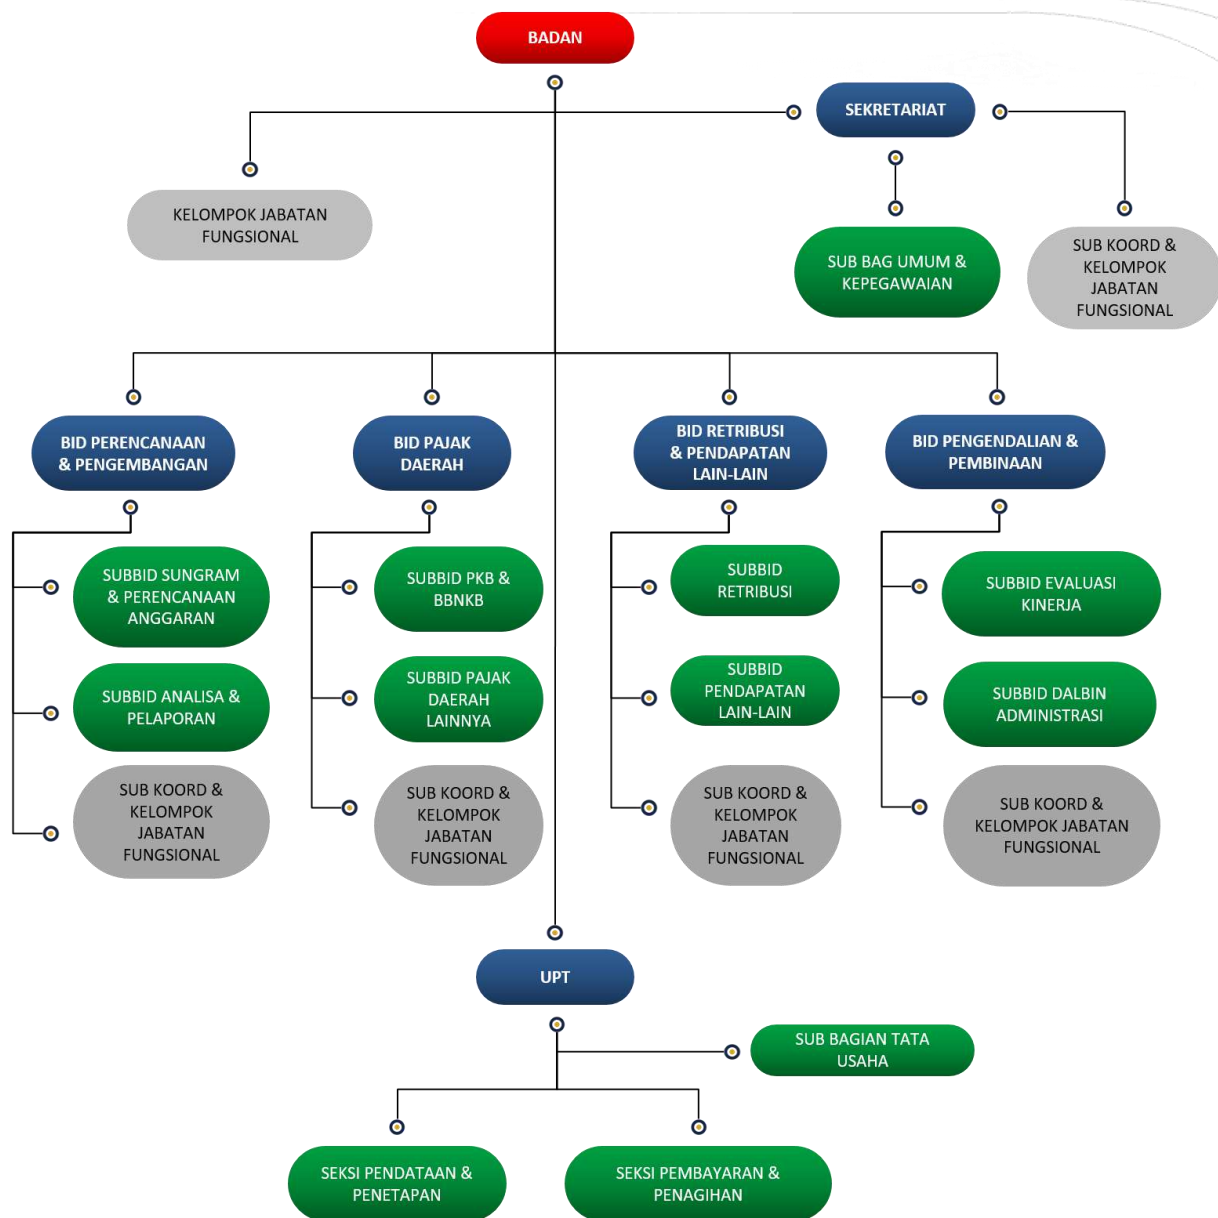 BADAN
SEKRETARIAT
KELOMPOK JABATAN
FUNGSIONAL
SUB BAG UMUM &
KEPEGAWAIAN
SUB KOORD &
KELOMPOK
JABATAN
FUNGSIONAL
BID PERENCANAAN
& PENGEMBANGAN
BID PAJAK
DAERAH
BID RETRIBUSI
& PENDAPATAN
LAIN-LAIN
BID PENGENDALIAN &
PEMBINAAN
SUBBID SUNGRAM
& PERENCANAAN
ANGGARAN
SUBBID PKB &
BBNKB
SUBBID
RETRIBUSI
SUBBID EVALUASI
KINERJA
SUBBID ANALISA &
PELAPORAN
SUBBID PAJAK
DAERAH
LAINNYA
SUBBID
PENDAPATAN
LAIN-LAIN
SUBBID DALBIN
ADMINISTRASI
SUB KOORD &
KELOMPOK
JABATAN
FUNGSIONAL
SUB KOORD &
KELOMPOK
JABATAN
FUNGSIONAL
SUB KOORD &
KELOMPOK
JABATAN
FUNGSIONAL
SUB KOORD &
KELOMPOK JABATAN
FUNGSIONAL
UPT
SUB BAGIAN TATA
USAHA
SEKSI PENDATAAN &
PENETAPAN
SEKSI PEMBAYARAN &
PENAGIHAN